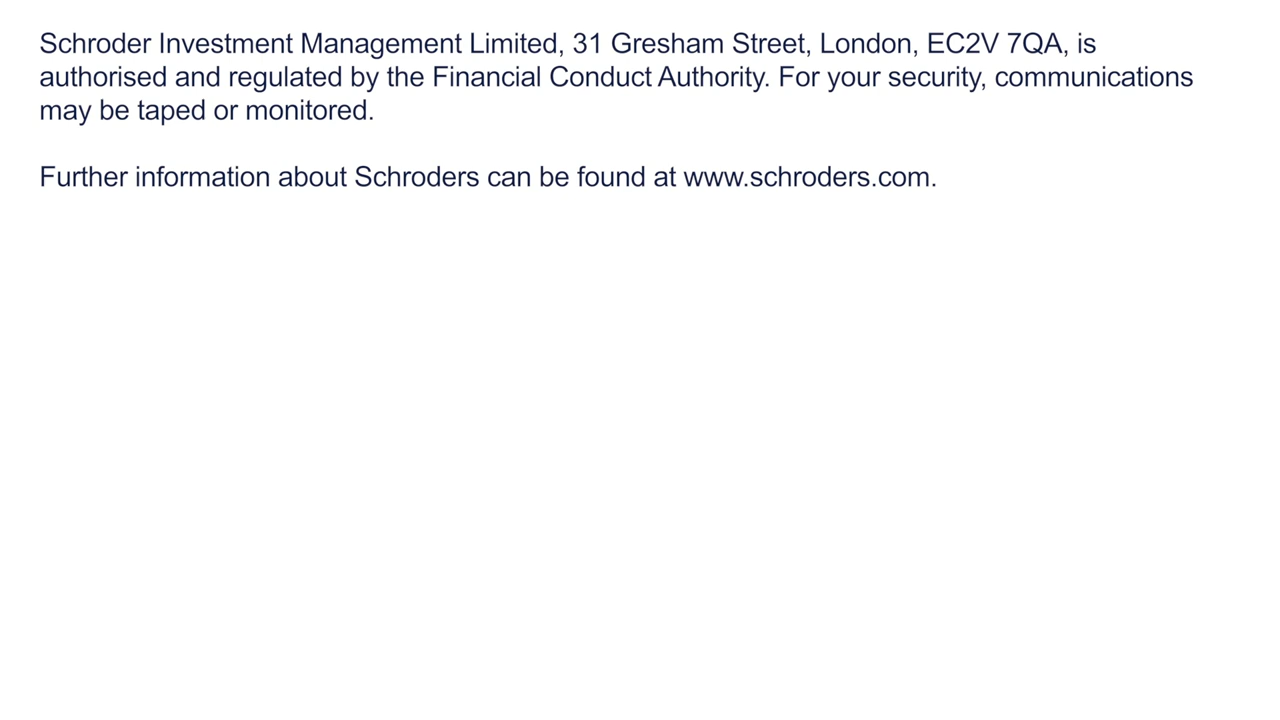 Schroder Investment Management Limited, 31 Gresham Street, London, EC2V 7QA, is
authorised and regulated by the Financial Conduct Authority. For your security, communications
may be taped or monitored.
Further information about Schroders can be found at www.schroders.com.